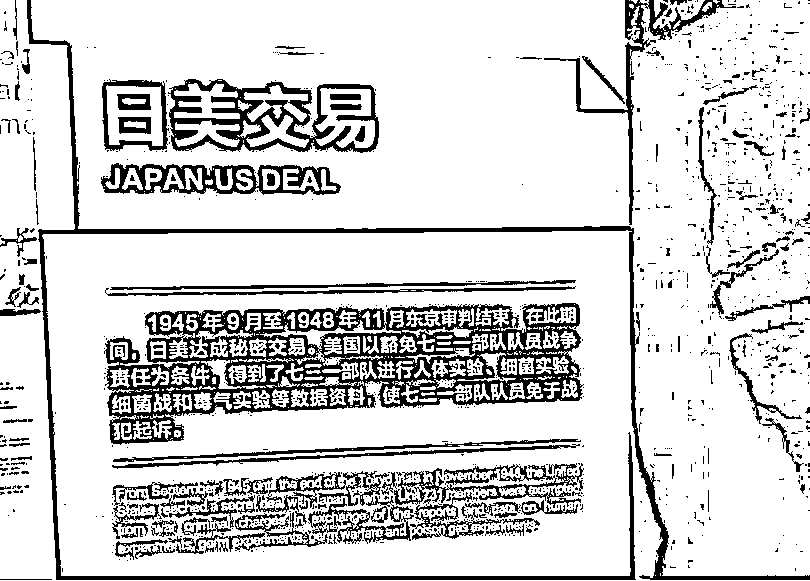 日美交易
JAPAN-US DEAL
1945年9月至1948年11月东京审判结束，在此期
间，日美达成秘密交易。美国以豁免七三一部队队员战争
责任为条件，得到了七三一部队进行人体实验、细菌实验、
细菌战和毒气实验等数据资料，使七三一部队队员免于战
犯起诉。
From September 1945 until the end of the Tokyo trials in November 1948, the United
States reached a secret deal with Japan in which Unit 731 members were exempted
from war criminal charges in exchange of the reports and data on human
experiments, germ experiments, germ warfare and poison gas experiments.